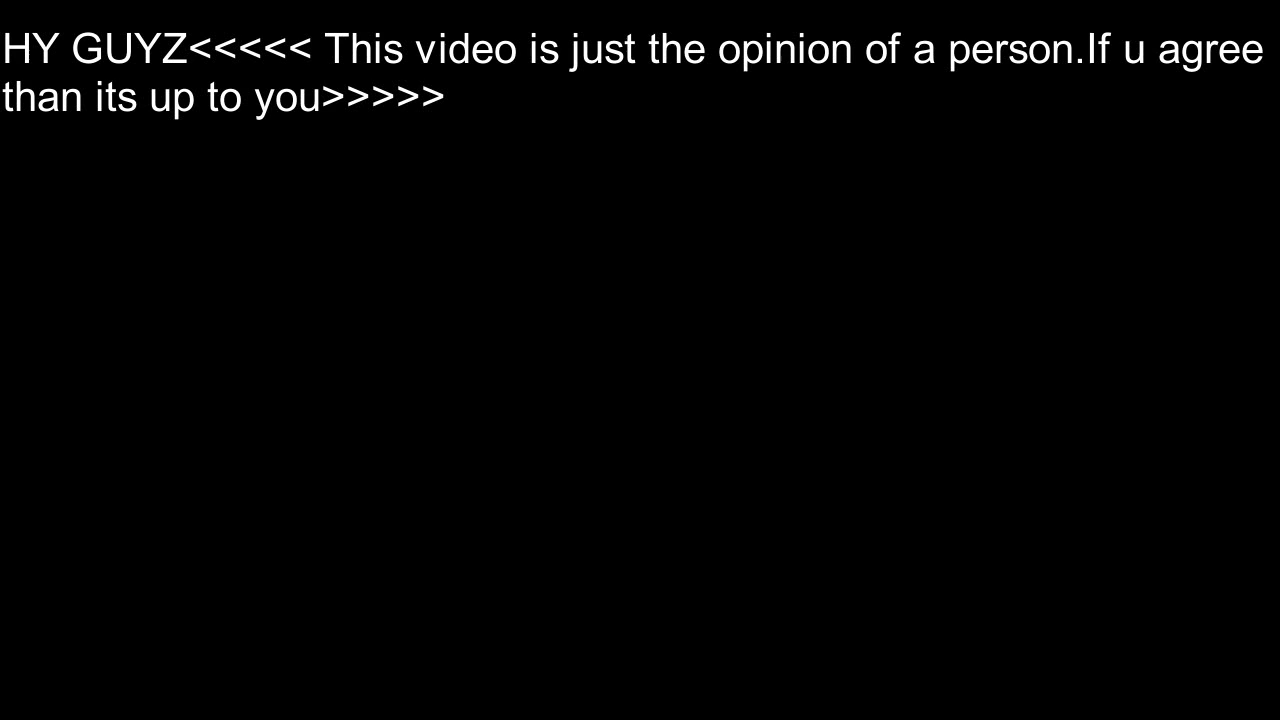 HY GUYZ<<<<< This video is just the opinion of a person.If u agree
than its up to you>>>>>